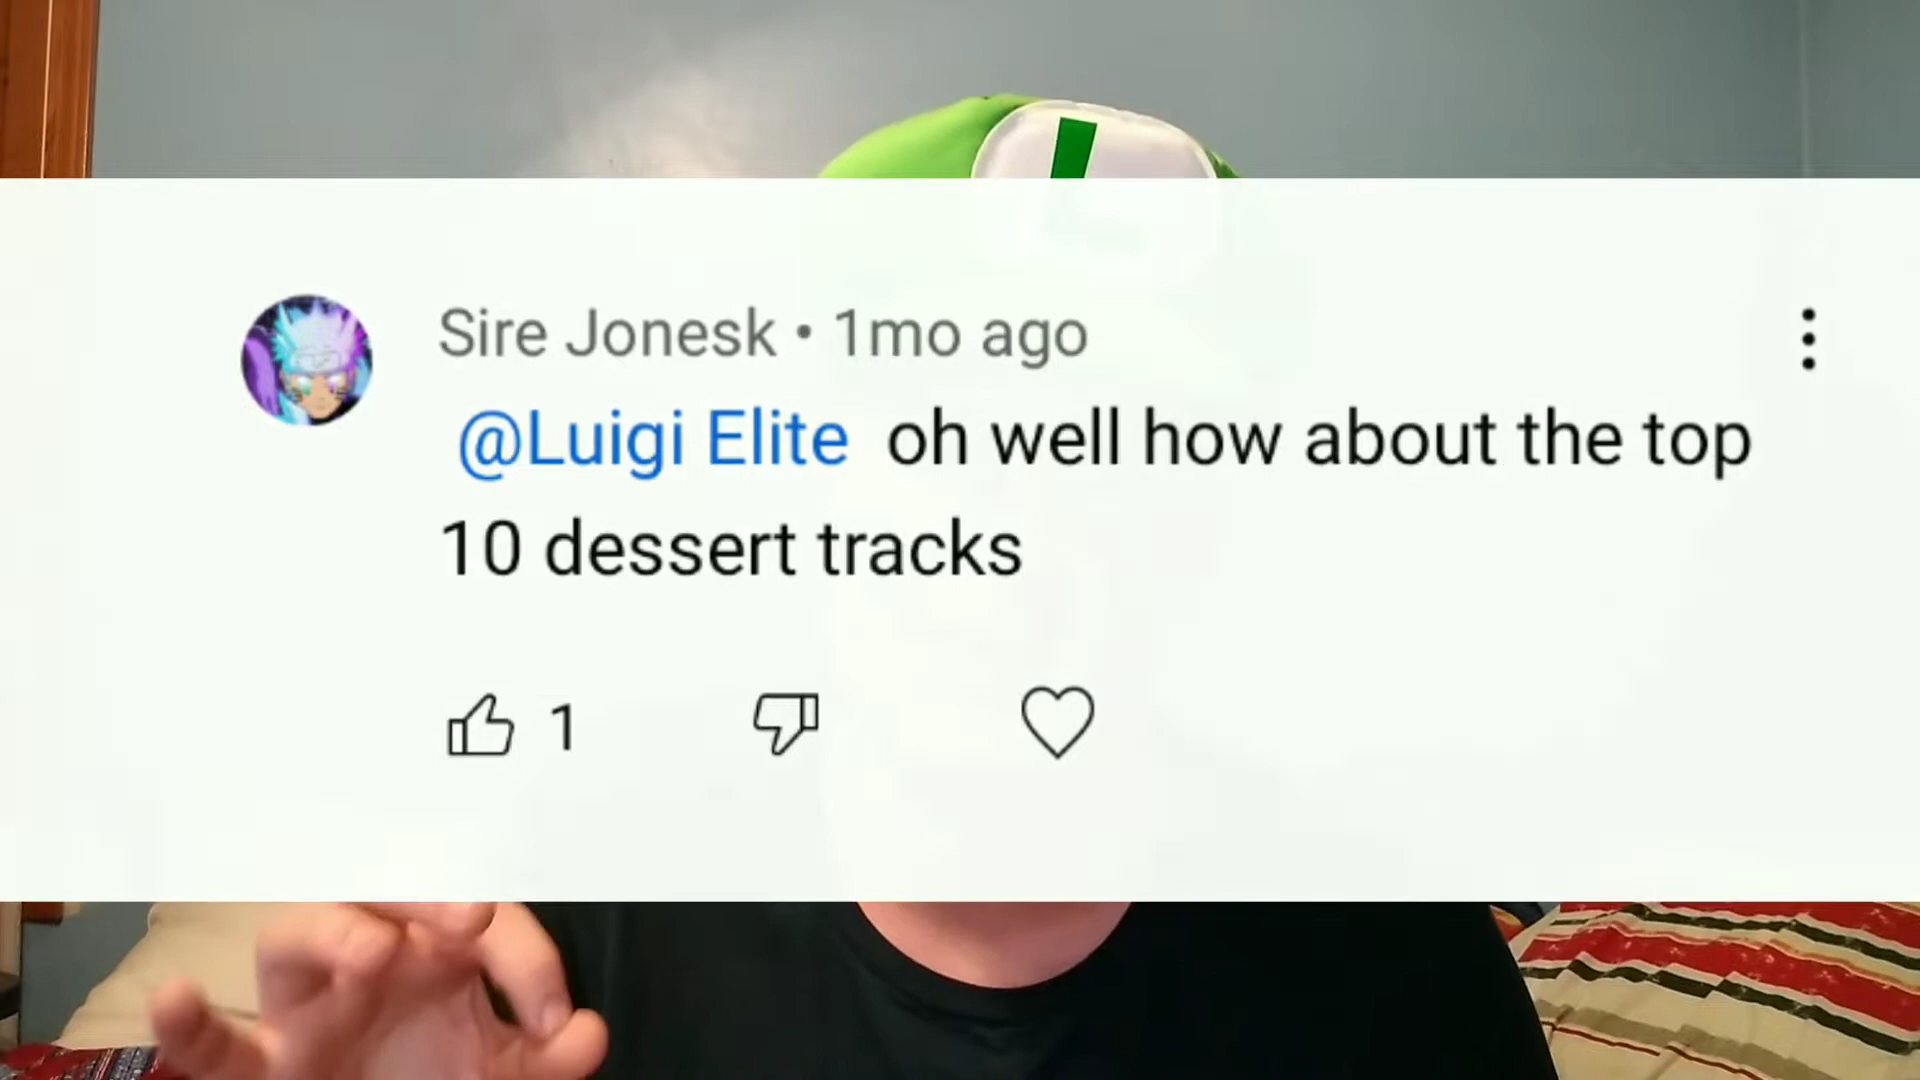 L
Sire Jonesk • 1mo ago
@Luigi Elite oh well how about the top
10 dessert tracks
1